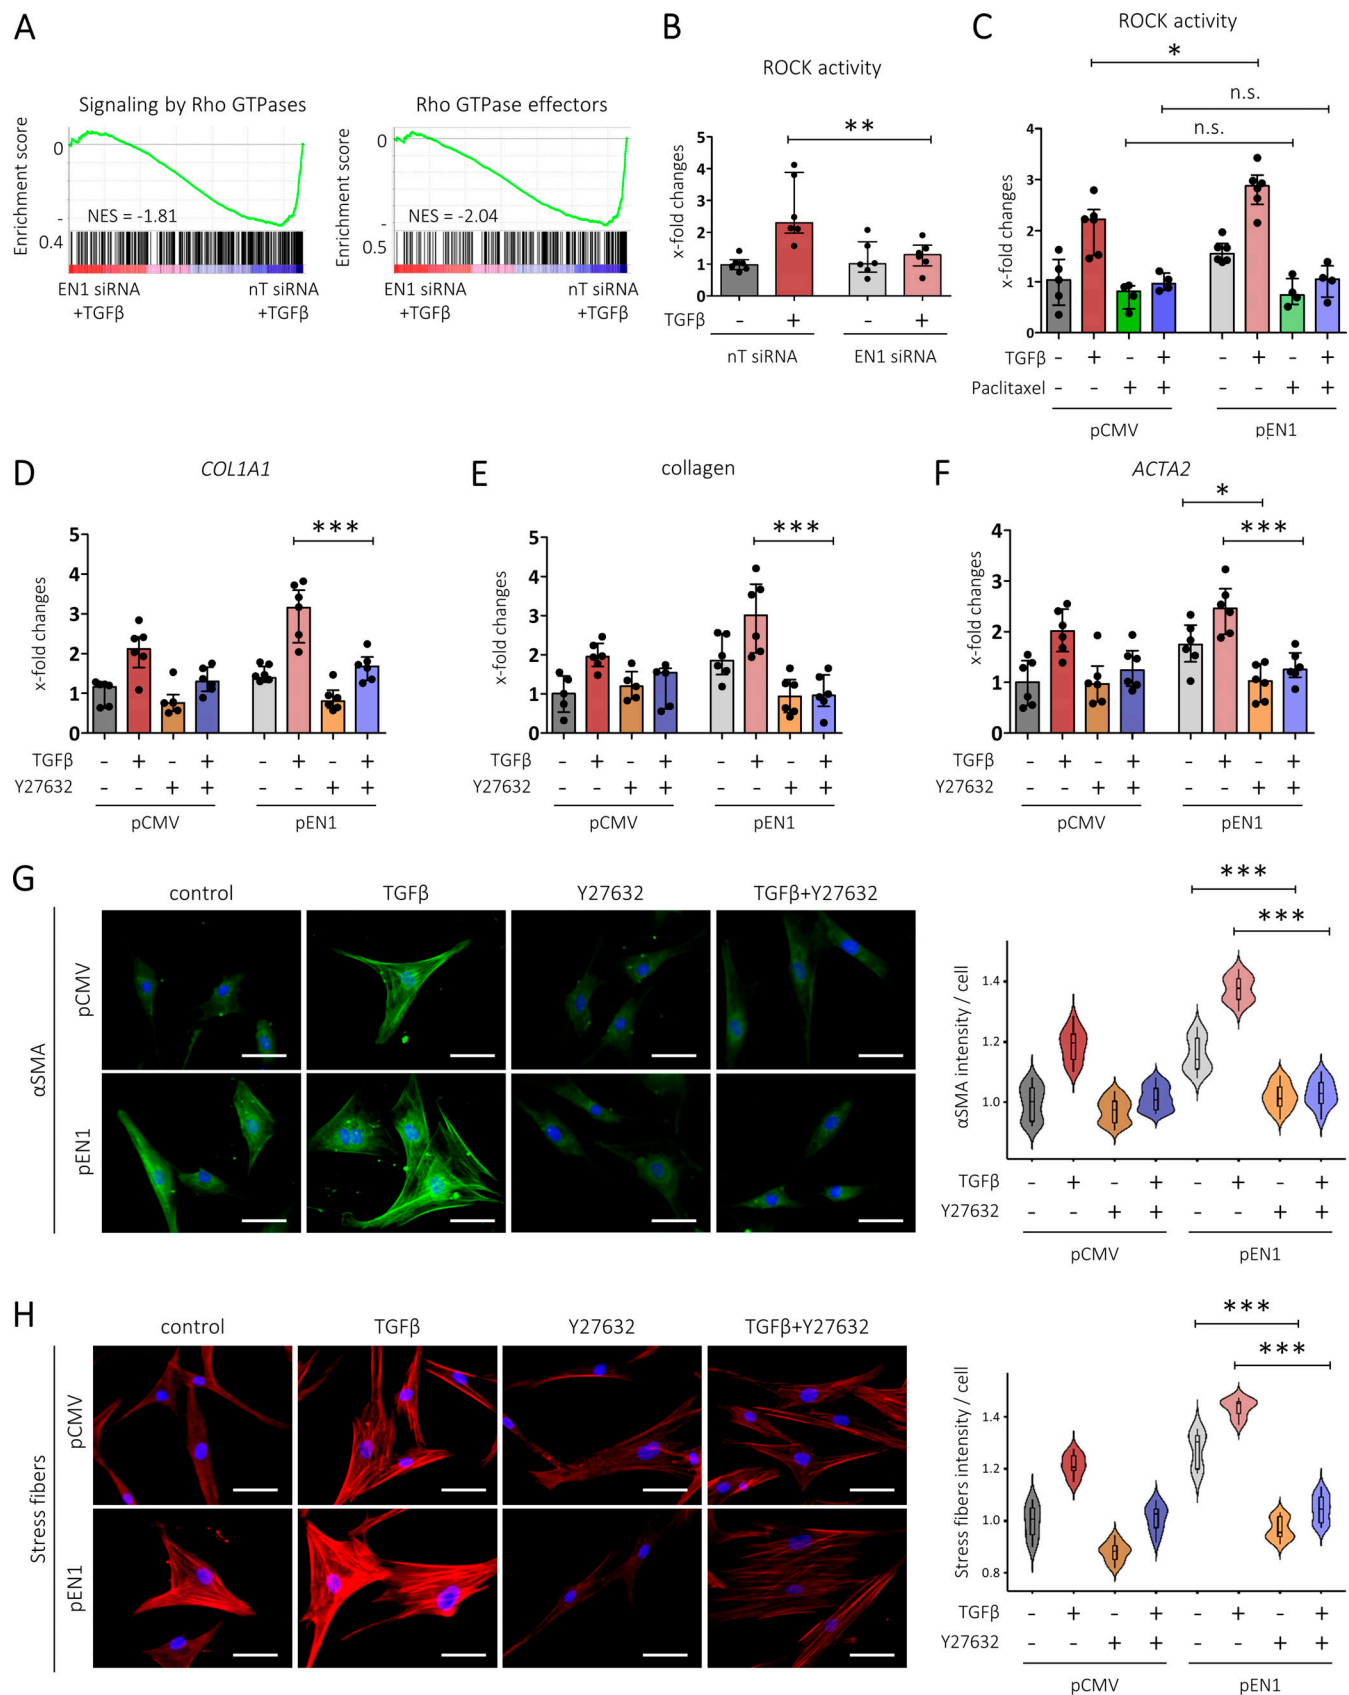 A
Signaling by Rho GTPases
Enrichment score
0
-
0.4
NES = -1.81
EN1 siRNA
+TGFβ
nT siRNA
+TGFβ
Rho GTPase effectors
Enrichment score
0
-
0.5
NES = -2.04
EN1 siRNA
+TGFβ
nT siRNA
+TGFβ
B
ROCK activity
**
x-fold changes
5
4
3
2
1
0
TGFβ - + - +
nT siRNA EN1 siRNA
C
ROCK activity
*
n.s.
n.s.
x-fold changes
4
3
2
1
0
TGFβ - + - + - + - +
Paclitaxel - - + + - - + +
pCMV pEN1
D
COL1A1
***
x-fold changes
5
4
3
2
1
0
TGFβ - + - + - + - +
Y27632 - - + + - - + +
pCMV pEN1
E
collagen
***
x-fold changes
5
4
3
2
1
0
TGFβ - + - + - + - +
Y27632 - - + + - - + +
pCMV pEN1
F
ACTA2
*
***
x-fold changes
4
3
2
1
0
TGFβ - + - + - + - +
Y27632 - - + + - - + +
pCMV pEN1
G
control TGFβ Y27632 TGFβ+Y27632
αSMA
pCMV
pEN1
***
***
αSMA intensity / cell
1.4
1.2
1.0
TGFβ - + - + - + - +
Y27632 - - + + - - + +
pCMV pEN1
H
control TGFβ Y27632 TGFβ+Y27632
Stress fibers
pCMV
pEN1
***
***
Stress fibers intensity / cell
1.4
1.2
1.0
0.8
TGFβ - + - + - + - +
Y27632 - - + + - - + +
pCMV pEN1